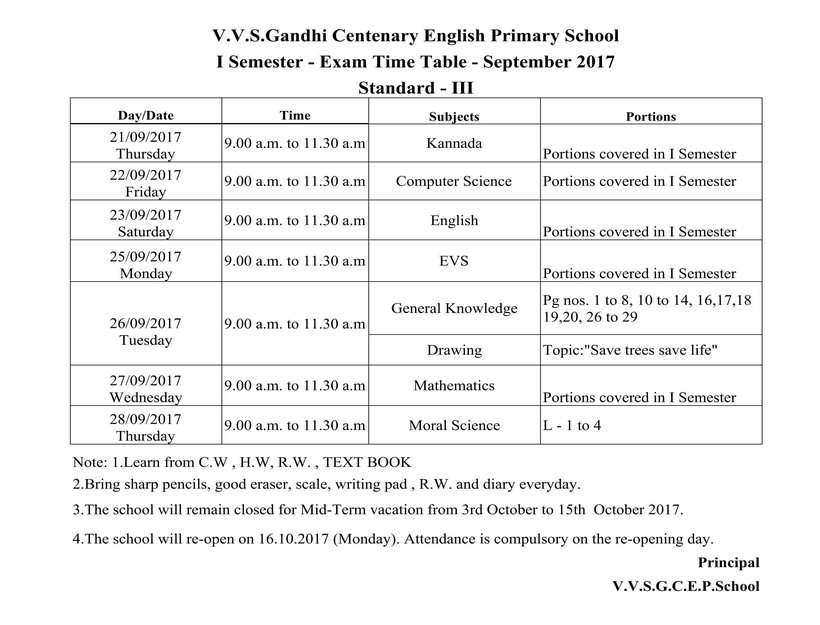 V.V.S.Gandhi Centenary English Primary School
I Semester - Exam Time Table - September 2017
Standard - III
Day/Date Time Subjects Portions
21/09/2017
Thursday 9.00 a.m. to 11.30 a.m Kannada Portions covered in I Semester
22/09/2017
Friday 9.00 a.m. to 11.30 a.m Computer Science Portions covered in I Semester
23/09/2017
Saturday 9.00 a.m. to 11.30 a.m English Portions covered in I Semester
25/09/2017
Monday 9.00 a.m. to 11.30 a.m EVS Portions covered in I Semester
26/09/2017
Tuesday 9.00 a.m. to 11.30 a.m General Knowledge Pg nos. 1 to 8, 10 to 14, 16,17,18
19,20, 26 to 29
Drawing Topic:"Save trees save life"
27/09/2017
Wednesday 9.00 a.m. to 11.30 a.m Mathematics Portions covered in I Semester
28/09/2017
Thursday 9.00 a.m. to 11.30 a.m Moral Science L - 1 to 4
Note: 1.Learn from C.W , H.W, R.W. , TEXT BOOK
2.Bring sharp pencils, good eraser, scale, writing pad , R.W. and diary everyday.
3.The school will remain closed for Mid-Term vacation from 3rd October to 15th October 2017.
4.The school will re-open on 16.10.2017 (Monday). Attendance is compulsory on the re-opening day.
Principal
V.V.S.G.C.E.P.School